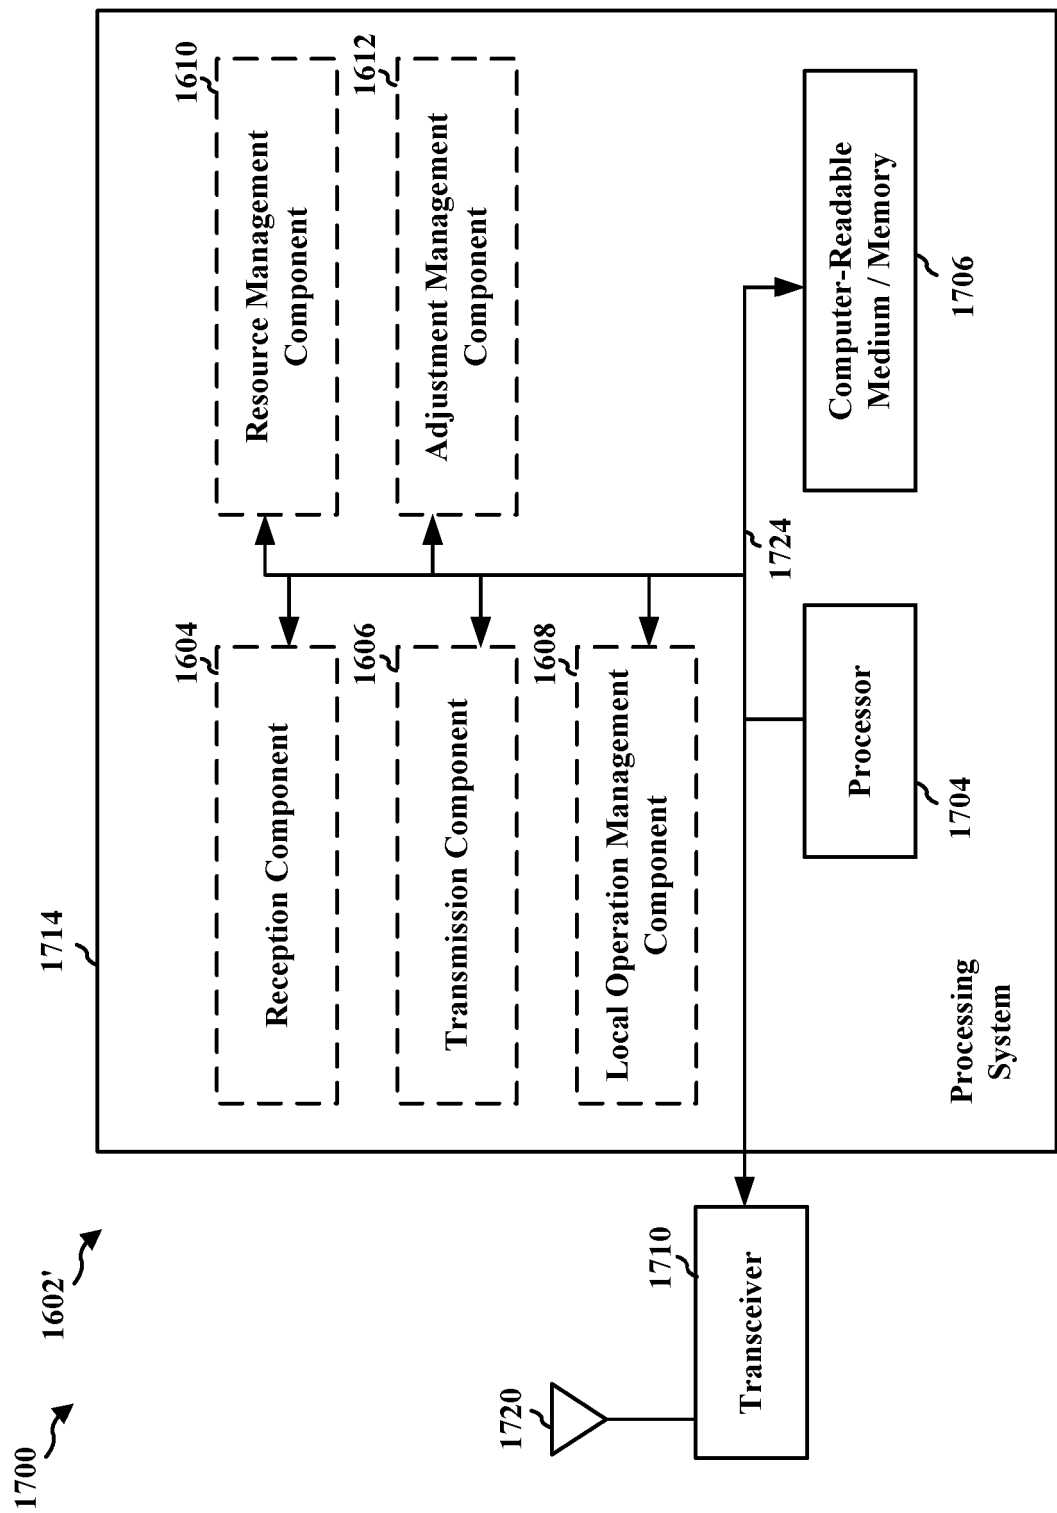 1700
1602'
1714
1604
Reception Component
1610
Resource Management
Component
1606
Transmission Component
1612
Adjustment Management
Component
1608
Local Operation Management
Component
1724
1720
1710
Transceiver
Processor
1704
Computer-Readable
Medium / Memory
1706
Processing
System